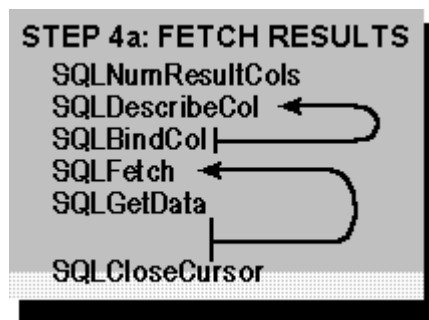 STEP 4a: FETCH RESULTS
SQLNumResultCols
SQLDescribeCol
SQLBindCol
SQLFetch
SQLGetData
SQLCloseCursor